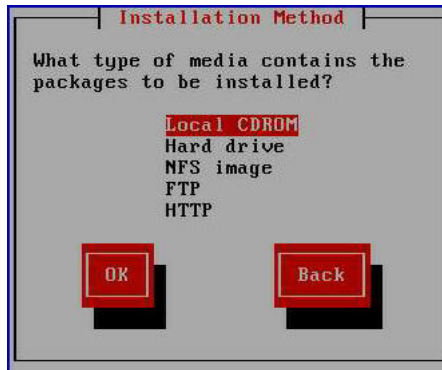 Installation Method
What type of media contains the
packages to be installed?
Local CDROM
Hard drive
NFS image
FTP
HTTP
OK
Back